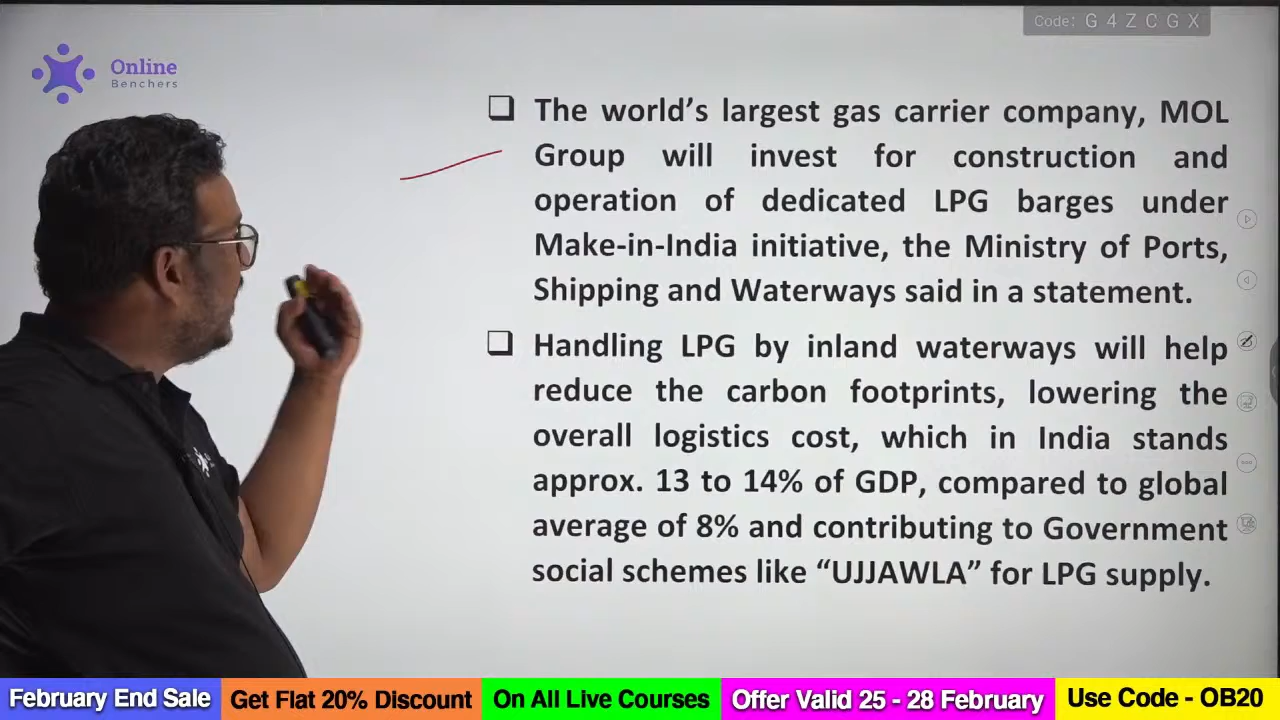 Code: G 4 Z C G X
Online
Benchers
The world's largest gas carrier company, MOL
Group will invest for construction and
operation of dedicated LPG barges under
Make-in-India initiative, the Ministry of Ports,
Shipping and Waterways said in a statement.
Handling LPG by inland waterways will help
reduce the carbon footprints, lowering the
overall logistics cost, which in India stands
approx. 13 to 14% of GDP, compared to global
average of 8% and contributing to Government
social schemes like “UJJAWLA” for LPG supply.
February End Sale
Get Flat 20% Discount
On All Live Courses
Offer Valid 25 - 28 February
Use Code - OB20